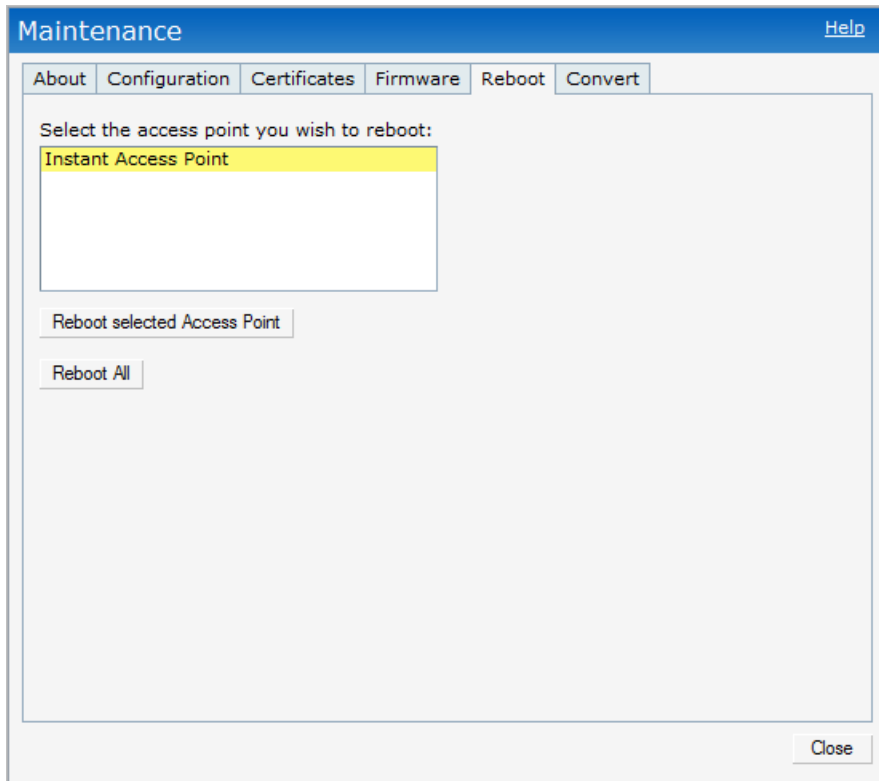 Maintenance
Help
About
Configuration
Certificates
Firmware
Reboot
Convert
Select the access point you wish to reboot:
Instant Access Point
Reboot selected Access Point
Reboot All
Close